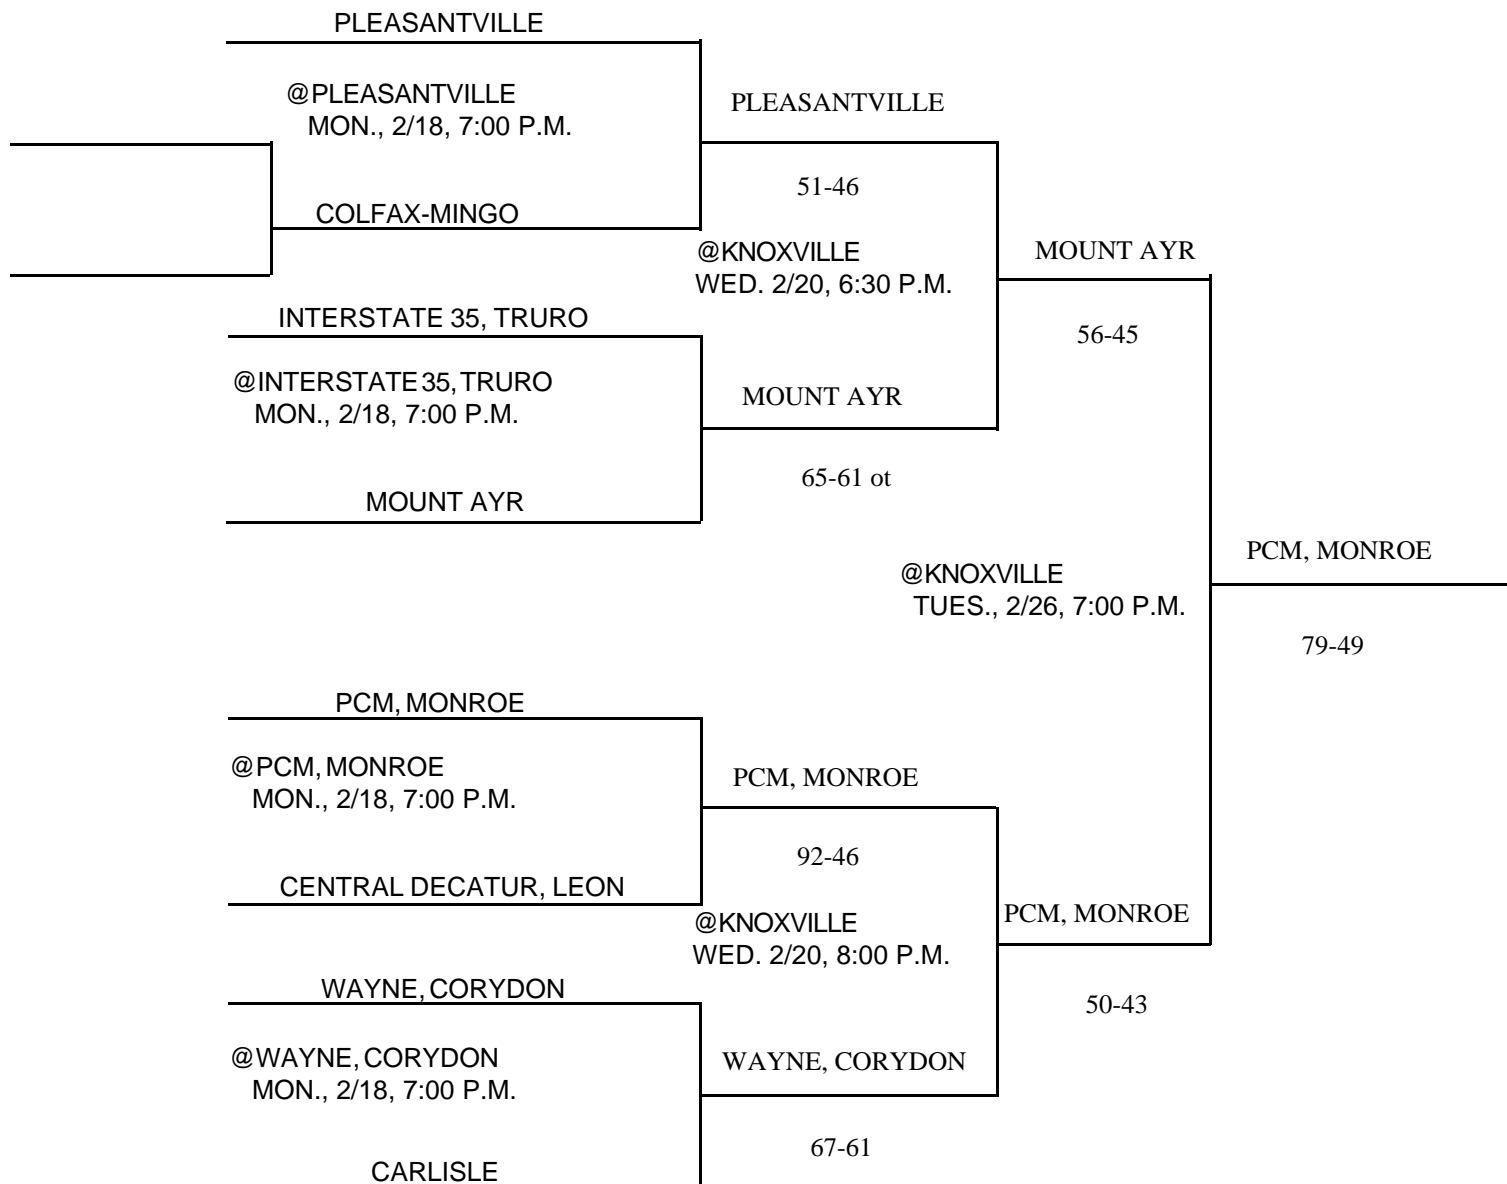 PLEASANTVILLE
@PLEASANTVILLE
MON., 2/18, 7:00 P.M.
PLEASANTVILLE
51-46
COLFAX-MINGO
@KNOXVILLE
WED. 2/20, 6:30 P.M.
MOUNT AYR
56-45
INTERSTATE 35, TRURO
@INTERSTATE 35, TRURO
MON., 2/18, 7:00 P.M.
MOUNT AYR
65-61 ot
MOUNT AYR
@KNOXVILLE
TUES., 2/26, 7:00 P.M.
PCM, MONROE
79-49
PCM, MONROE
@PCM, MONROE
MON., 2/18, 7:00 P.M.
PCM, MONROE
92-46
CENTRAL DECATUR, LEON
@KNOXVILLE
WED. 2/20, 8:00 P.M.
PCM, MONROE
50-43
WAYNE, CORYDON
@WAYNE, CORYDON
MON., 2/18, 7:00 P.M.
WAYNE, CORYDON
67-61
CARLISLE